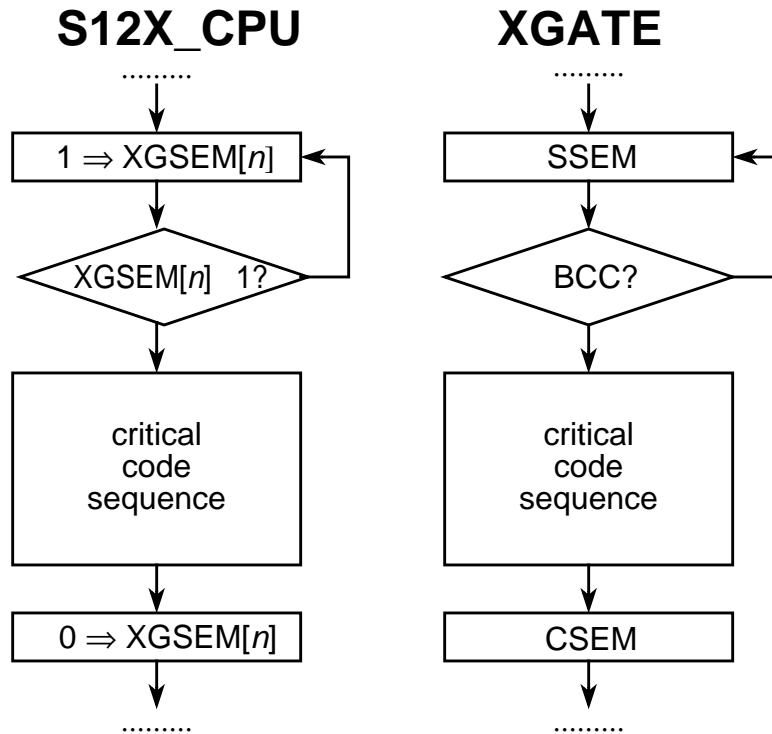 S12X_CPU
.........
1 ⇒ XGSEM[n]
XGSEM[n] 1?
critical
code
sequence
0 ⇒ XGSEM[n]
.........
XGATE
.........
SSEM
BCC?
critical
code
sequence
CSEM
.........